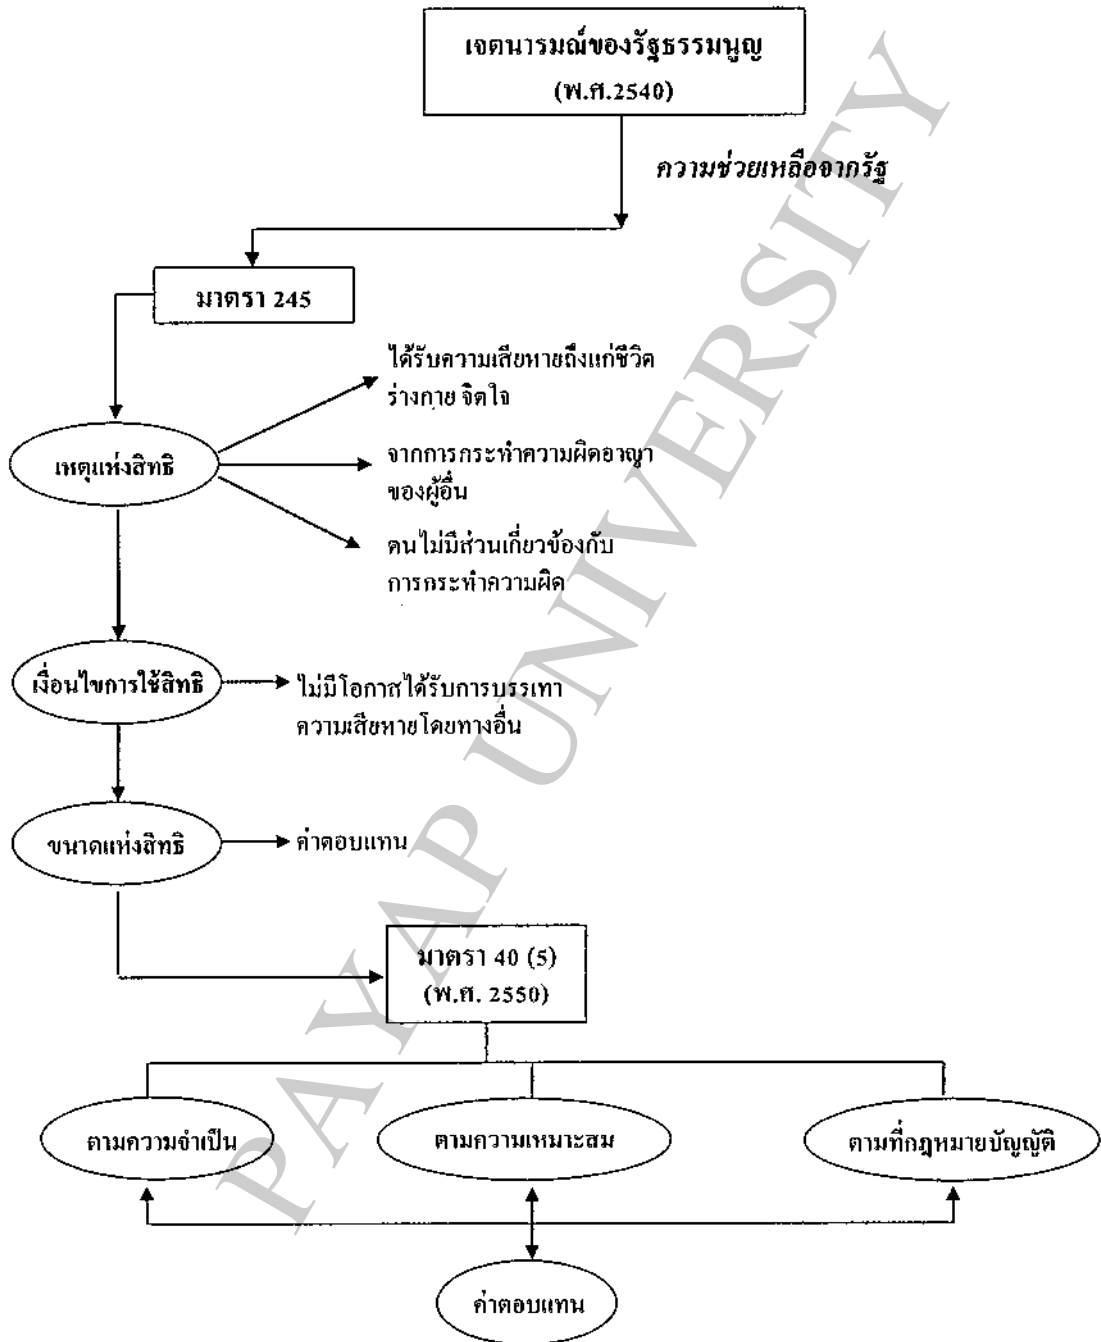 เจตนารมณ์ของรัฐธรรมนูญ
(พ.ศ.2540)
ความช่วยเหลือจากรัฐ
มาตรา 245
ได้รับความเสียหายถึงแก่ชีวิต
ร่างกาย จิตใจ
เหตุแห่งสิทธิ
จากการกระทำความผิดอาญา
ของผู้อื่น
ตนไม่มีส่วนเกี่ยวข้องกับ
การกระทำความผิด
เงื่อนไขการใช้สิทธิ
ไม่มีโอกาสได้รับการบรรเทา
ความเสียหายโดยทางอื่น
ขนาดแห่งสิทธิ
ค่าตอบแทน
มาตรา 40 (5)
(พ.ศ. 2550)
ตามความจำเป็น
ตามความเหมาะสม
ตามที่กฎหมายบัญญัติ
ค่าตอบแทน
PAYAP UNIVERSITY